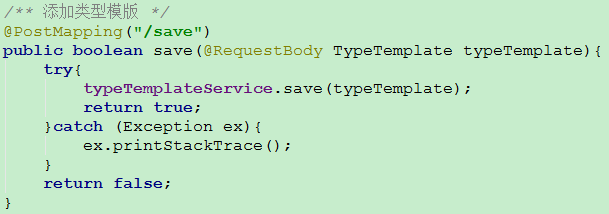 /** 添加类型模版 */
@PostMapping("/save")
public boolean save(@RequestBody TypeTemplate typeTemplate){
    try{
        typeTemplateService.save(typeTemplate);
        return true;
    }catch (Exception ex){
        ex.printStackTrace();
    }
    return false;
}